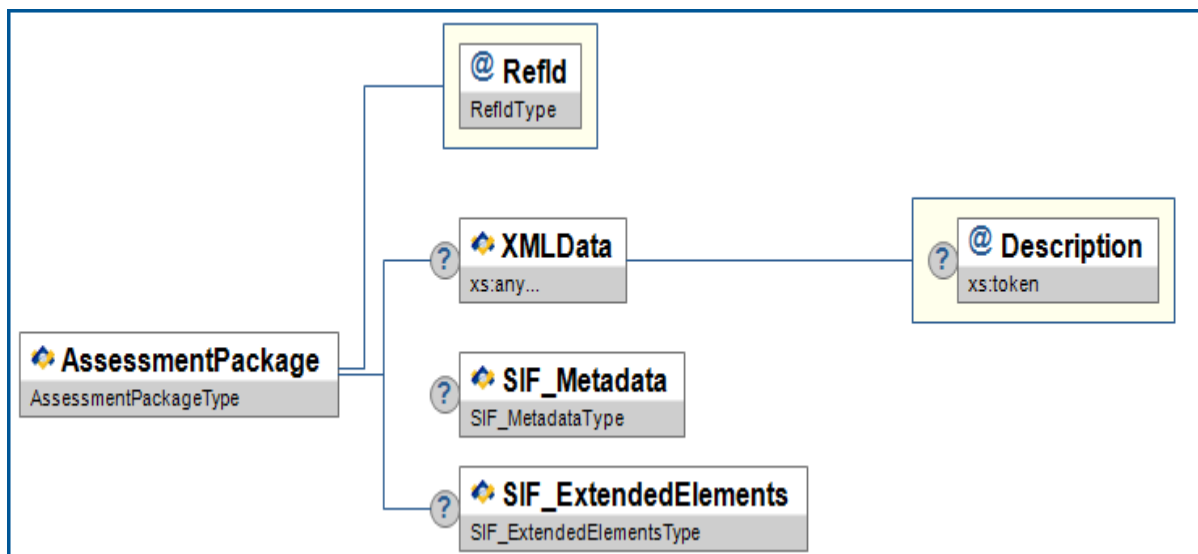 @ RefId
RefIdType
? XMLData
xs:any...
? @ Description
xs:token
AssessmentPackage
AssessmentPackageType
? SIF_Metadata
SIF_MetadataType
? SIF_ExtendedElements
SIF_ExtendedElementsType